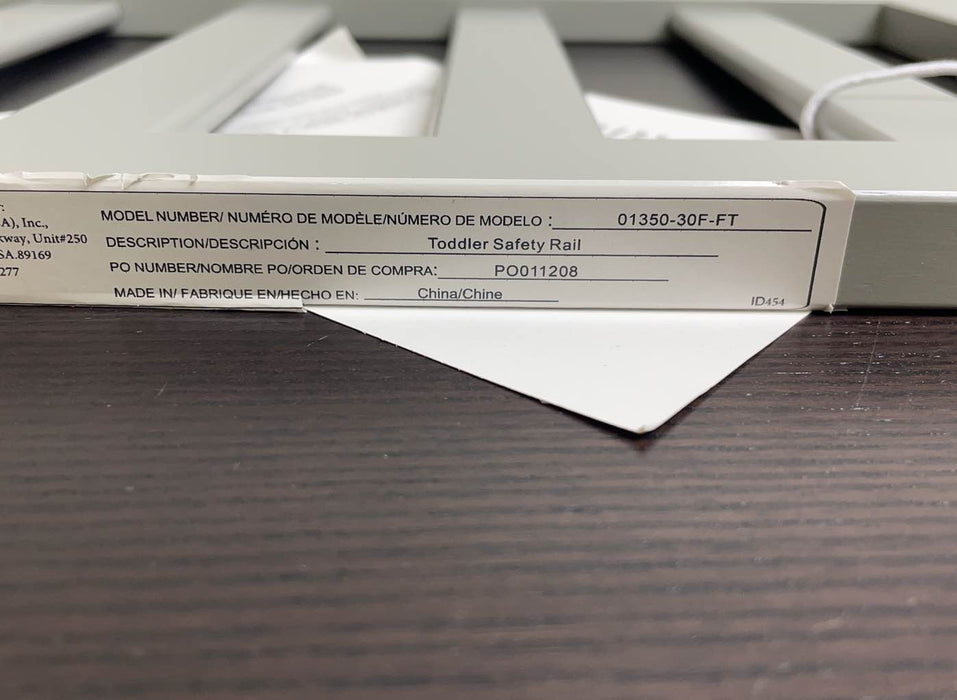 A), Inc.,
kway, Unit#250
SA.89169
277
MODEL NUMBER/ NUMÉRO DE MODÈLE/NÚMERO DE MODELO : 01350-30F-FT
DESCRIPTION/DESCRIPCIÓN : Toddler Safety Rail
PO NUMBER/NOMBRE PO/ORDEN DE COMPRA: PO011208
MADE IN/ FABRIQUE EN/HECHO EN: China/Chine
ID454